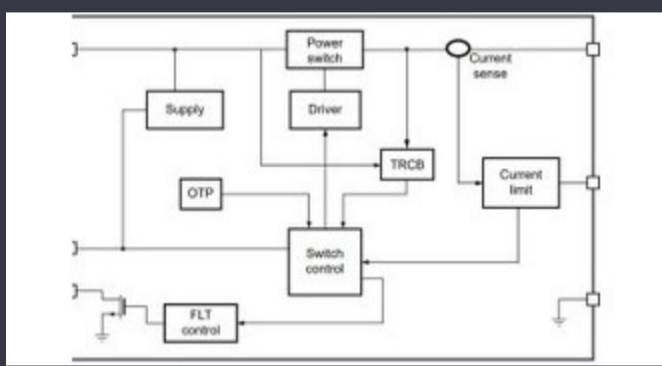 Power
switch
Current
sense
Supply
Driver
TRCB
Current
limit
OTP
Switch
control
FLT
control